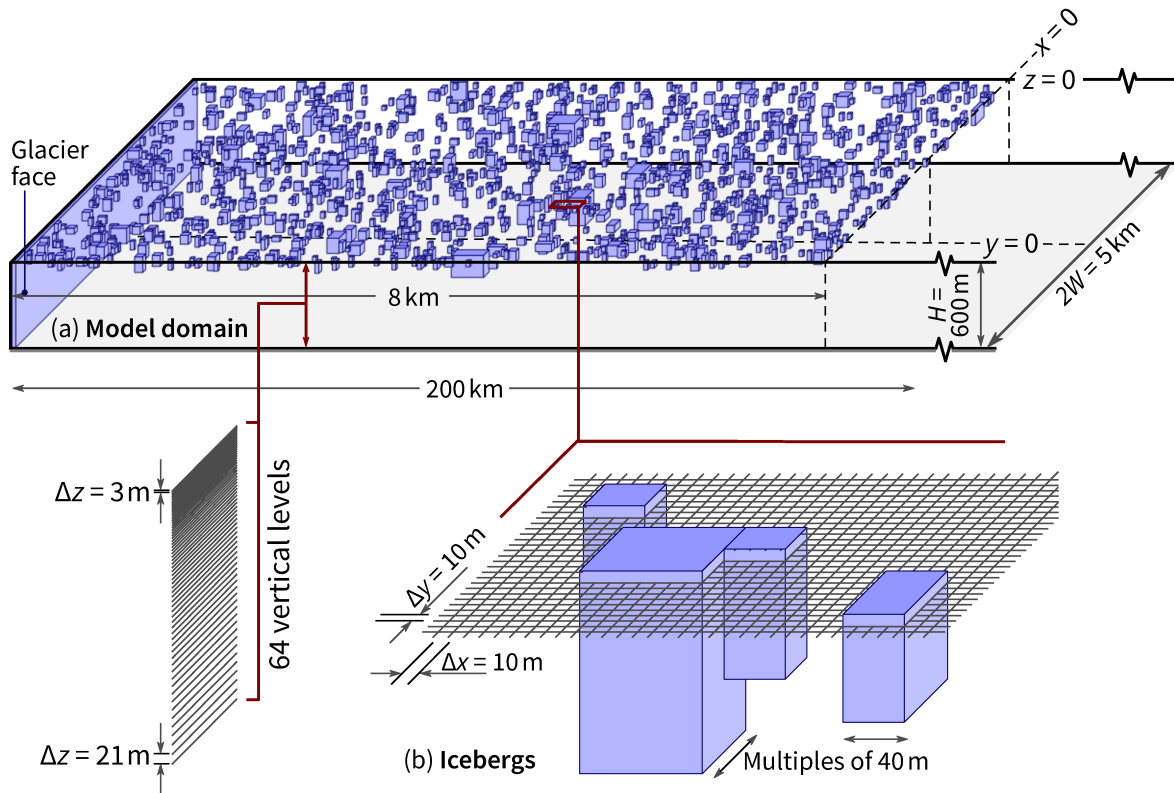 x = 0
z = 0
Glacier
face
y = 0
2W = 5 km
8 km
H =
600 m
(a) Model domain
200 km
Δz = 3 m
64 vertical levels
Δy = 10 m
Δx = 10 m
Δz = 21 m
(b) Icebergs
Multiples of 40 m